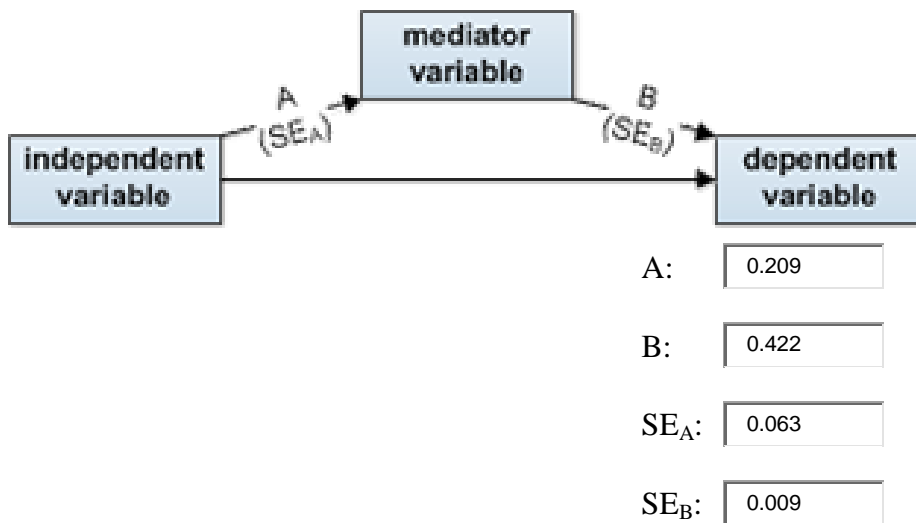 mediator
variable
A
(SEA)
B
(SEB)
independent
variable
dependent
variable
A: 0.209
B: 0.422
SEA: 0.063
SEB: 0.009